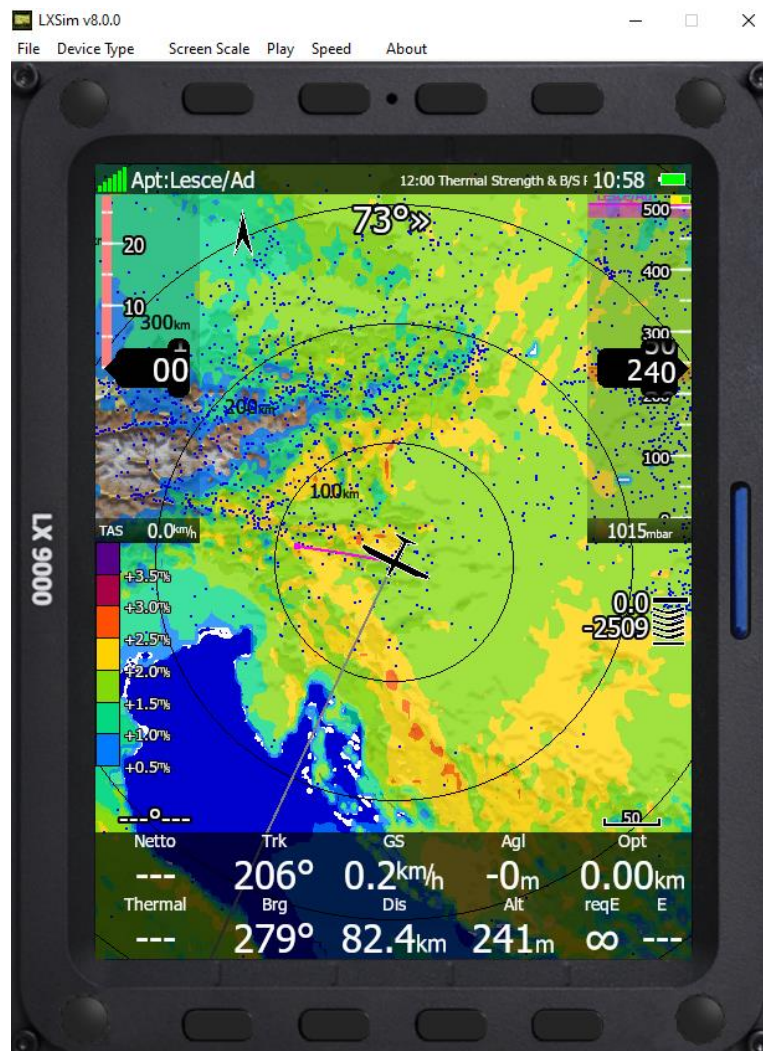 LXSim v8.0.0
File Device Type Screen Scale Play Speed About
Apt:Lesce/Ad 12:00 Thermal Strength & B/S F 10:58
73°»
500
20
400
10
300km
300
00
240
200
200km
100
100km
TAS 0.0km/h
1015mbar
LX 9000
+3.5m/s
+3.0m/s
0.0
-2509
+2.5m/s
+2.0m/s
+1.5m/s
+1.0m/s
+0.5m/s
---°---
50
Netto Trk GS Agl Opt
--- 206° 0.2km/h -0m 0.00km
Thermal Brg Dis Alt reqE E
--- 279° 82.4km 241m ∞ ---